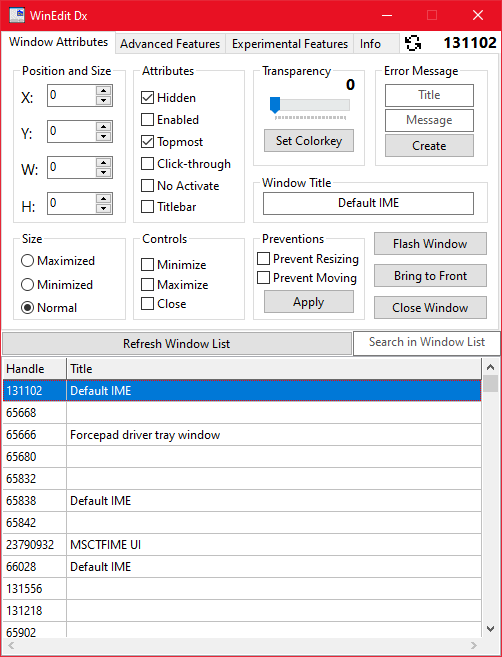 WinEdit Dx
Window Attributes Advanced Features Experimental Features Info 131102
Position and Size
X: 0
Y: 0
W: 0
H: 0
Attributes
Hidden
Enabled
Topmost
Click-through
No Activate
Titlebar
Transparency
0
Set Colorkey
Error Message
Title
Message
Create
Window Title
Default IME
Size
Maximized
Minimized
Normal
Controls
Minimize
Maximize
Close
Preventions
Prevent Resizing
Prevent Moving
Apply
Flash Window
Bring to Front
Close Window
Refresh Window List Search in Window List
Handle Title
131102 Default IME
65668
65666 Forcepad driver tray window
65680
65832
65838 Default IME
65842
23790932 MSCTFIME UI
66028 Default IME
131556
131218
65902